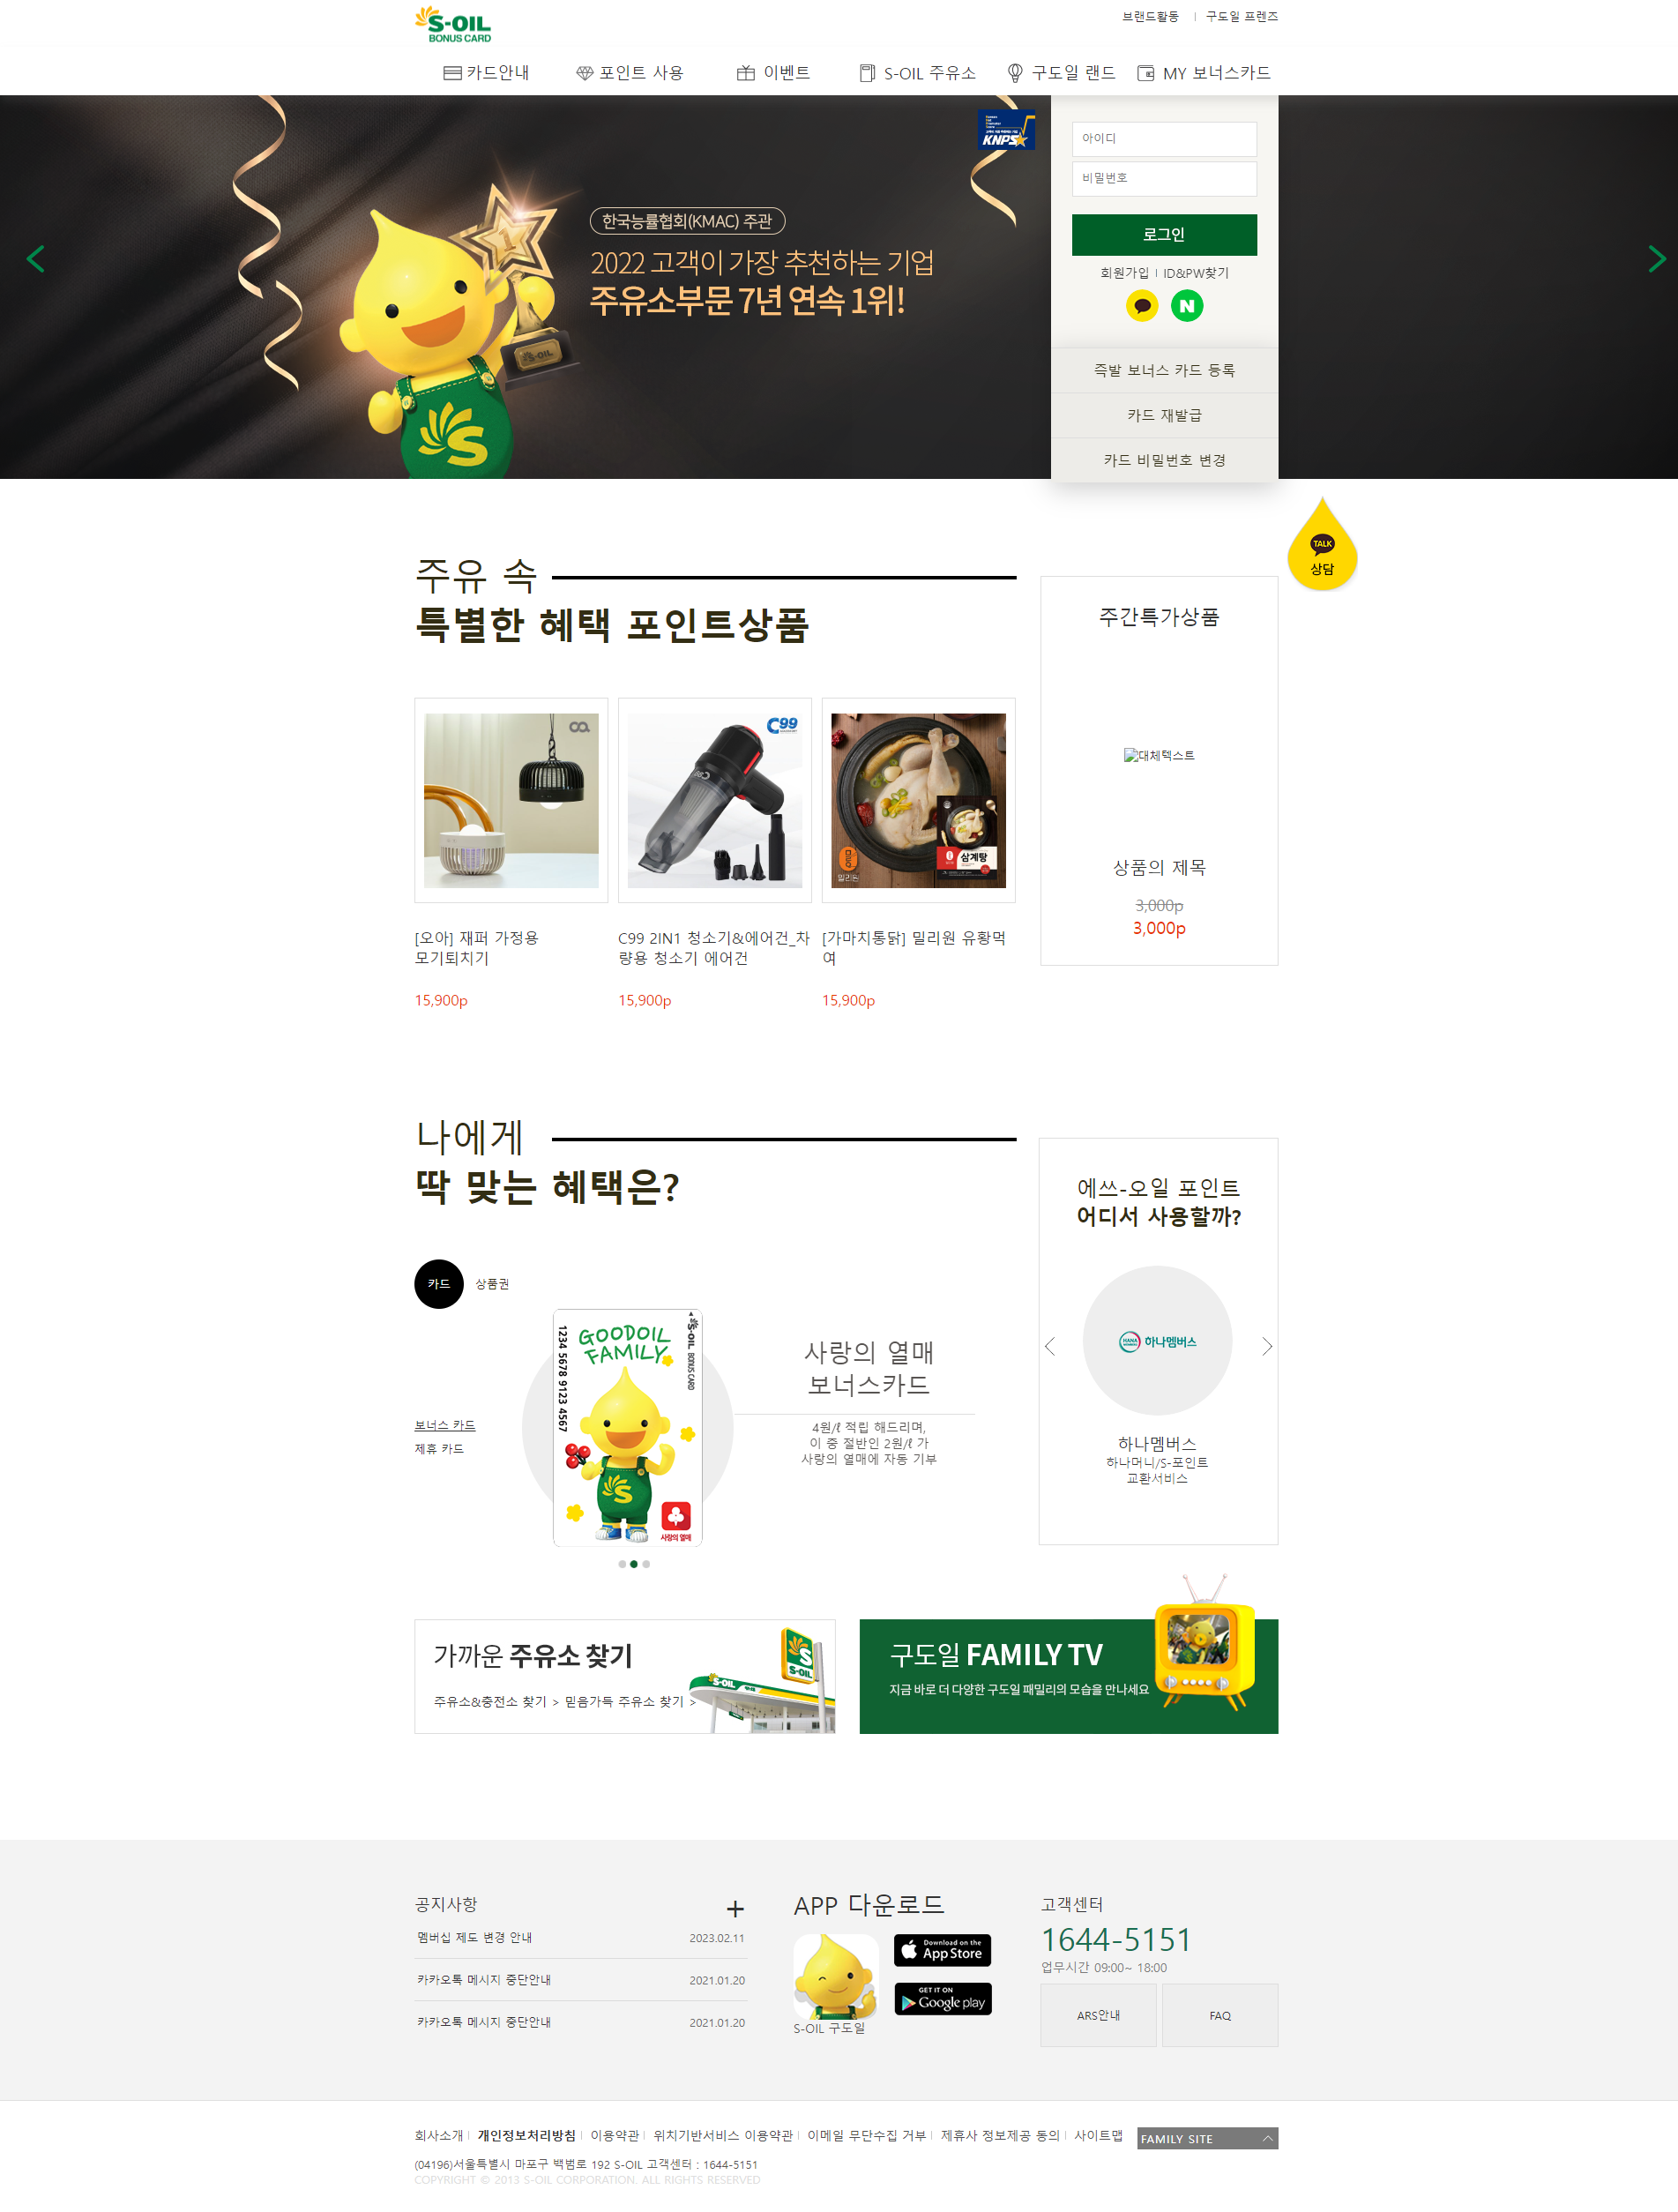 S-OIL
BONUS CARD
브랜드활동
구도일 프렌즈
카드안내
포인트 사용
이벤트
S-OIL 주유소
구도일 랜드
MY 보너스카드
KNPS
한국능률협회(KMAC) 주관
2022 고객이 가장 추천하는 기업
주유소부문 7년 연속 1위!
S-OIL
아이디
비밀번호
로그인
회원가입
ID&PW찾기
즉발 보너스 카드 등록
카드 재발급
카드 비밀번호 변경
TALK
상담
주유 속
특별한 혜택 포인트상품
C99
삼계탕
밀리원
[오아] 재퍼 가정용
모기퇴치기
15,900p
C99 2IN1 청소기&에어건_차
량용 청소기 에어건
15,900p
[가마치통닭] 밀리원 유황먹
여
15,900p
주간특가상품
대체텍스트
상품의 제목
3,000p
3,000p
나에게
딱 맞는 혜택은?
카드
상품권
보너스 카드
제휴 카드
GOODOIL
FAMILY
1234 5678 9123 4567
S-OIL BONUS CARD
사랑의 열매
사랑의 열매
보너스카드
4원/ℓ 적립 해드리며,
이 중 절반인 2원/ℓ 가
사랑의 열매에 자동 기부
에쓰-오일 포인트
어디서 사용할까?
HANA
하나멤버스
하나멤버스
하나머니/S-포인트
교환서비스
가까운 주유소 찾기
주유소&충전소 찾기 > 믿음가득 주유소 찾기 >
S-OIL
S-OIL
구도일 FAMILY TV
지금 바로 더 다양한 구도일 패밀리의 모습을 만나세요
공지사항
+
멤버십 제도 변경 안내
2023.02.11
카카오톡 메시지 중단안내
2021.01.20
카카오톡 메시지 중단안내
2021.01.20
APP 다운로드
Download on the
App Store
GET IT ON
Google play
S-OIL 구도일
고객센터
1644-5151
업무시간 09:00~ 18:00
ARS안내
FAQ
회사소개
개인정보처리방침
이용약관
위치기반서비스 이용약관
이메일 무단수집 거부
제휴사 정보제공 동의
사이트맵
FAMILY SITE
(04196)서울특별시 마포구 백범로 192 S-OIL 고객센터 : 1644-5151
COPYRIGHT © 2013 S-OIL CORPORATION. ALL RIGHTS RESERVED